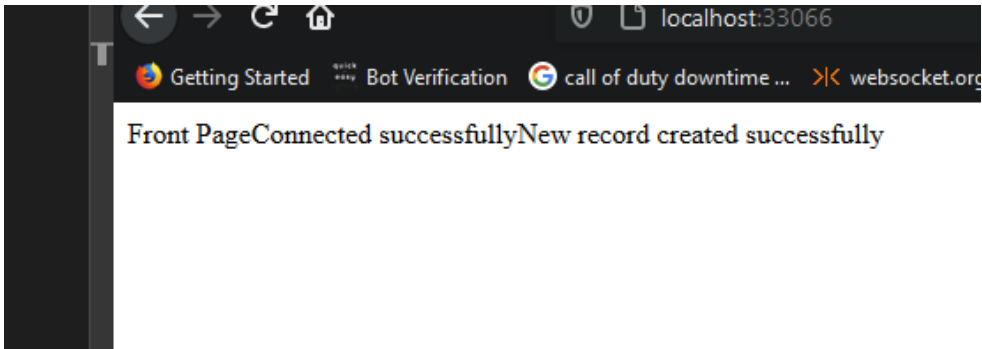 localhost:33066
Getting Started Bot Verification G call of duty downtime ... websocket.org
Front PageConnected successfullyNew record created successfully